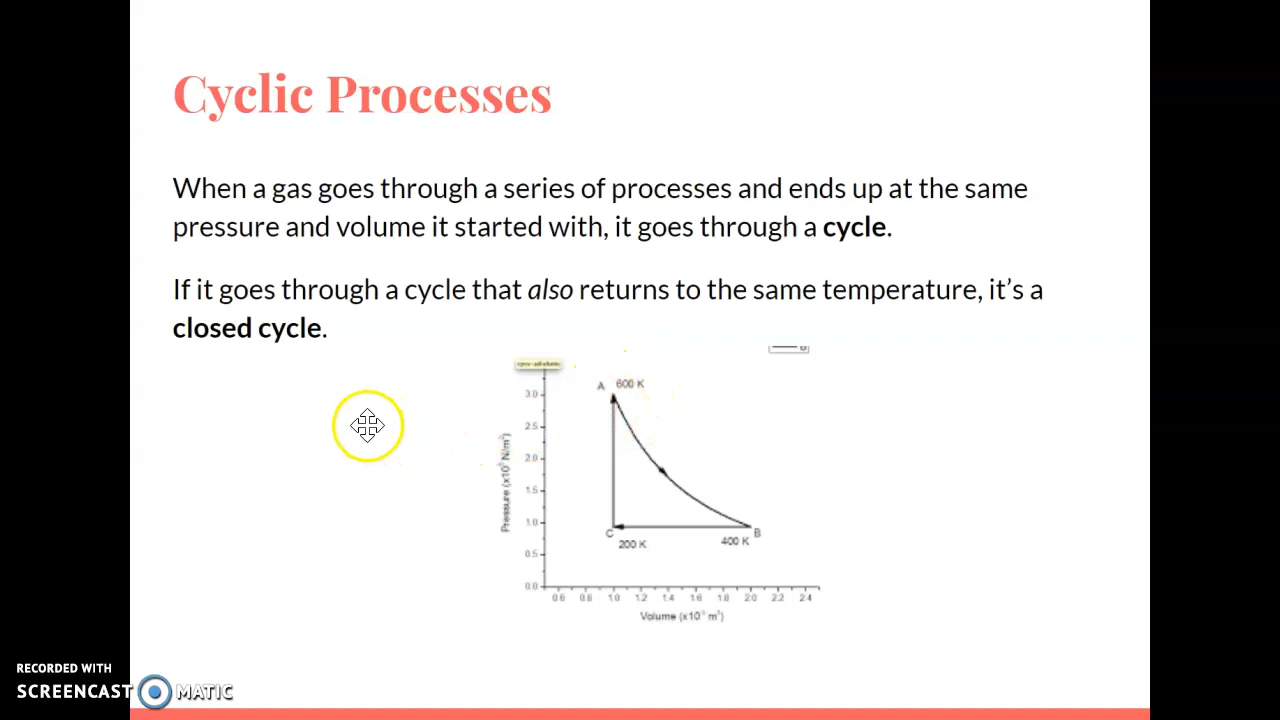 Cyclic Processes
When a gas goes through a series of processes and ends up at the same
pressure and volume it started with, it goes through a cycle.
If it goes through a cycle that also returns to the same temperature, it’s a
closed cycle.
A 600 K
3.0
2.5
2.0
1.5
1.0
0.5
0.0
C
200 K
400 K
B
0.6 0.8 1.0 1.2 1.4 1.6 1.8 2.0 2.2 2.4
Volume (x10 m³)
Pressure (x10 N/m²)
RECORDED WITH
SCREENCAST MATIC